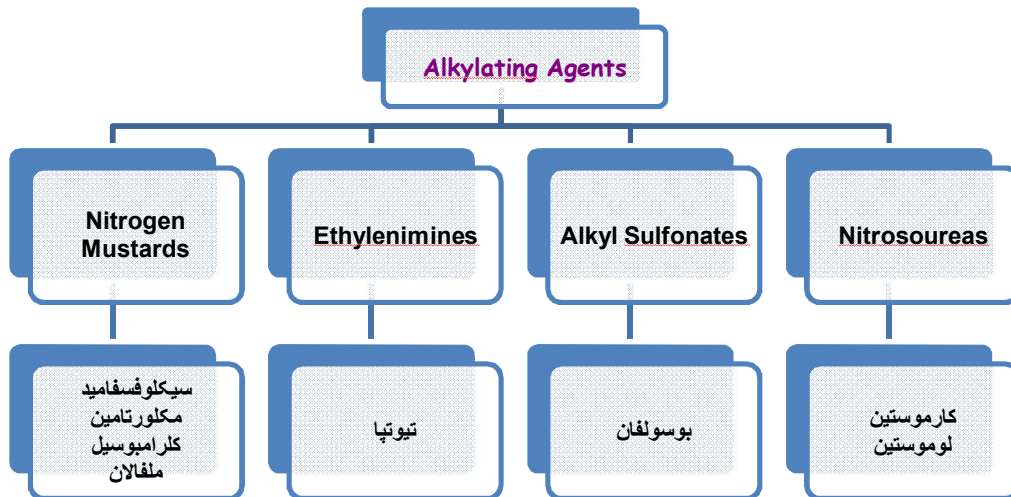 Alkylating Agents
Nitrogen
Mustards
Ethylenimines
Alkyl Sulfonates
Nitrosoureas
سیکلوفسفامید
مکلورتامین
کلرامبوسیل
ملفالان
تیوتپا
بوسولفان
کارموستین
لوموستین